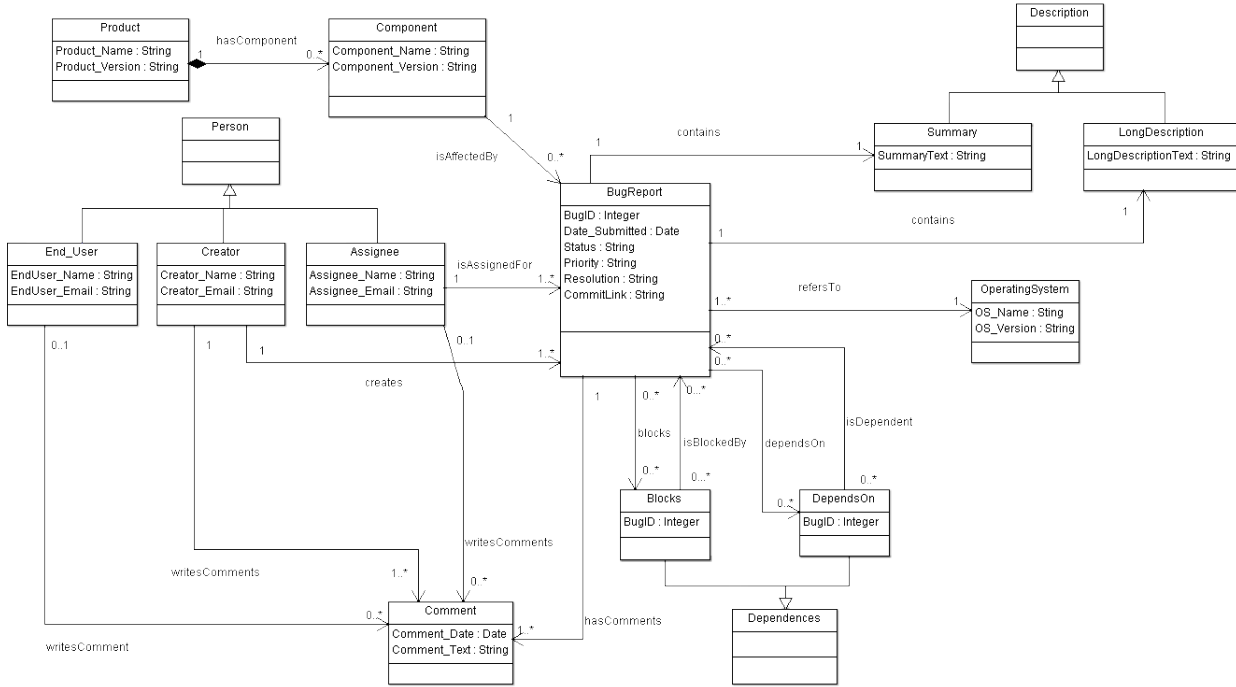 Product
Product_Name : String
Product_Version : String
hasComponent
1
0..*
Component
Component_Name : String
Component_Version : String
Description
Person
1
isAffectedBy
0..*
1
contains
1
Summary
SummaryText : String
LongDescription
LongDescriptionText : String
contains
1
1
BugReport
BugID : Integer
Date_Submitted : Date
Status : String
Priority : String
Resolution : String
CommitLink : String
End_User
EndUser_Name : String
EndUser_Email : String
Creator
Creator_Name : String
Creator_Email : String
Assignee
Assignee_Name : String
Assignee_Email : String
isAssignedFor
1
1..*
refersTo
1..*
1
OperatingSystem
OS_Name : Sting
OS_Version : String
0..1
1
1
0..1
1..*
creates
0..*
0..*
1
0..*
0...*
blocks
isBlockedBy
dependsOn
isDependent
0..*
0...*
0..*
0..*
Blocks
BugID : Integer
DependsOn
BugID : Integer
writesComments
writesComments
1..*
0..*
0..*
writesComment
Comment
Comment_Date : Date
Comment_Text : String
1..*
hasComments
Dependences